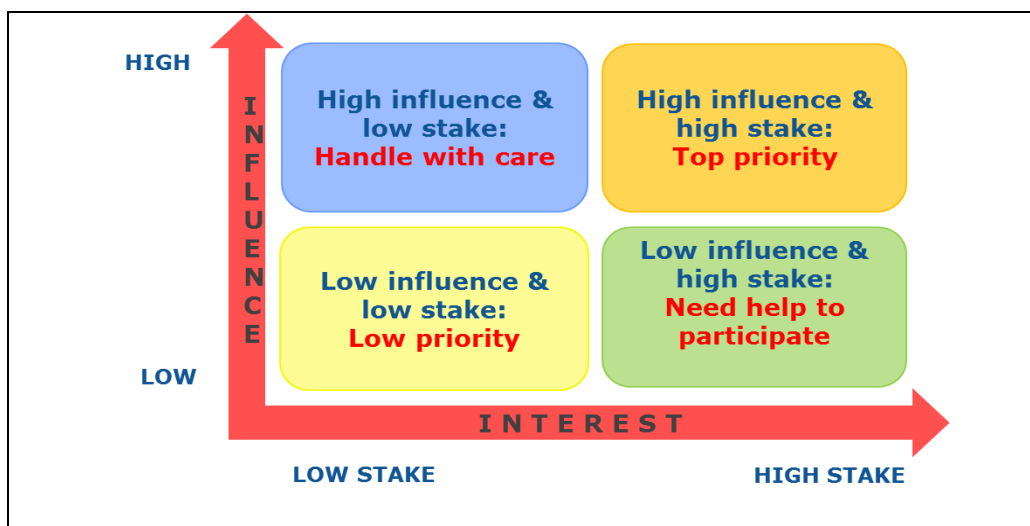 HIGH
INFLUENCE
High influence &
low stake:
Handle with care
High influence &
high stake:
Top priority
Low influence &
low stake:
Low priority
Low influence &
high stake:
Need help to
participate
LOW
INTEREST
LOW STAKE
HIGH STAKE